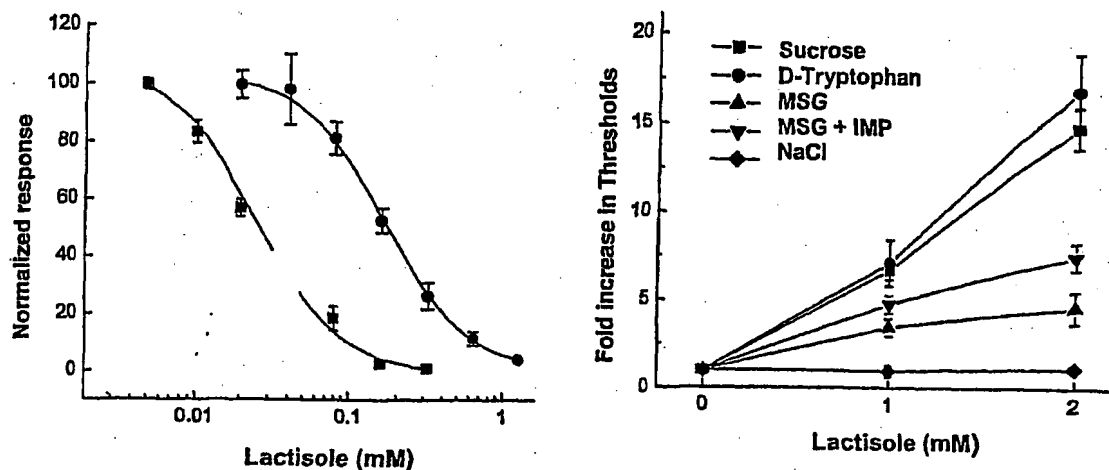 120
100
80
60
40
20
0
0.01
0.1
1
Normalized response
Lactisole (mM)
20
15
10
5
0
0
1
2
Fold increase in Thresholds
Lactisole (mM)
Sucrose
D-Tryptophan
MSG
MSG + IMP
NaCl